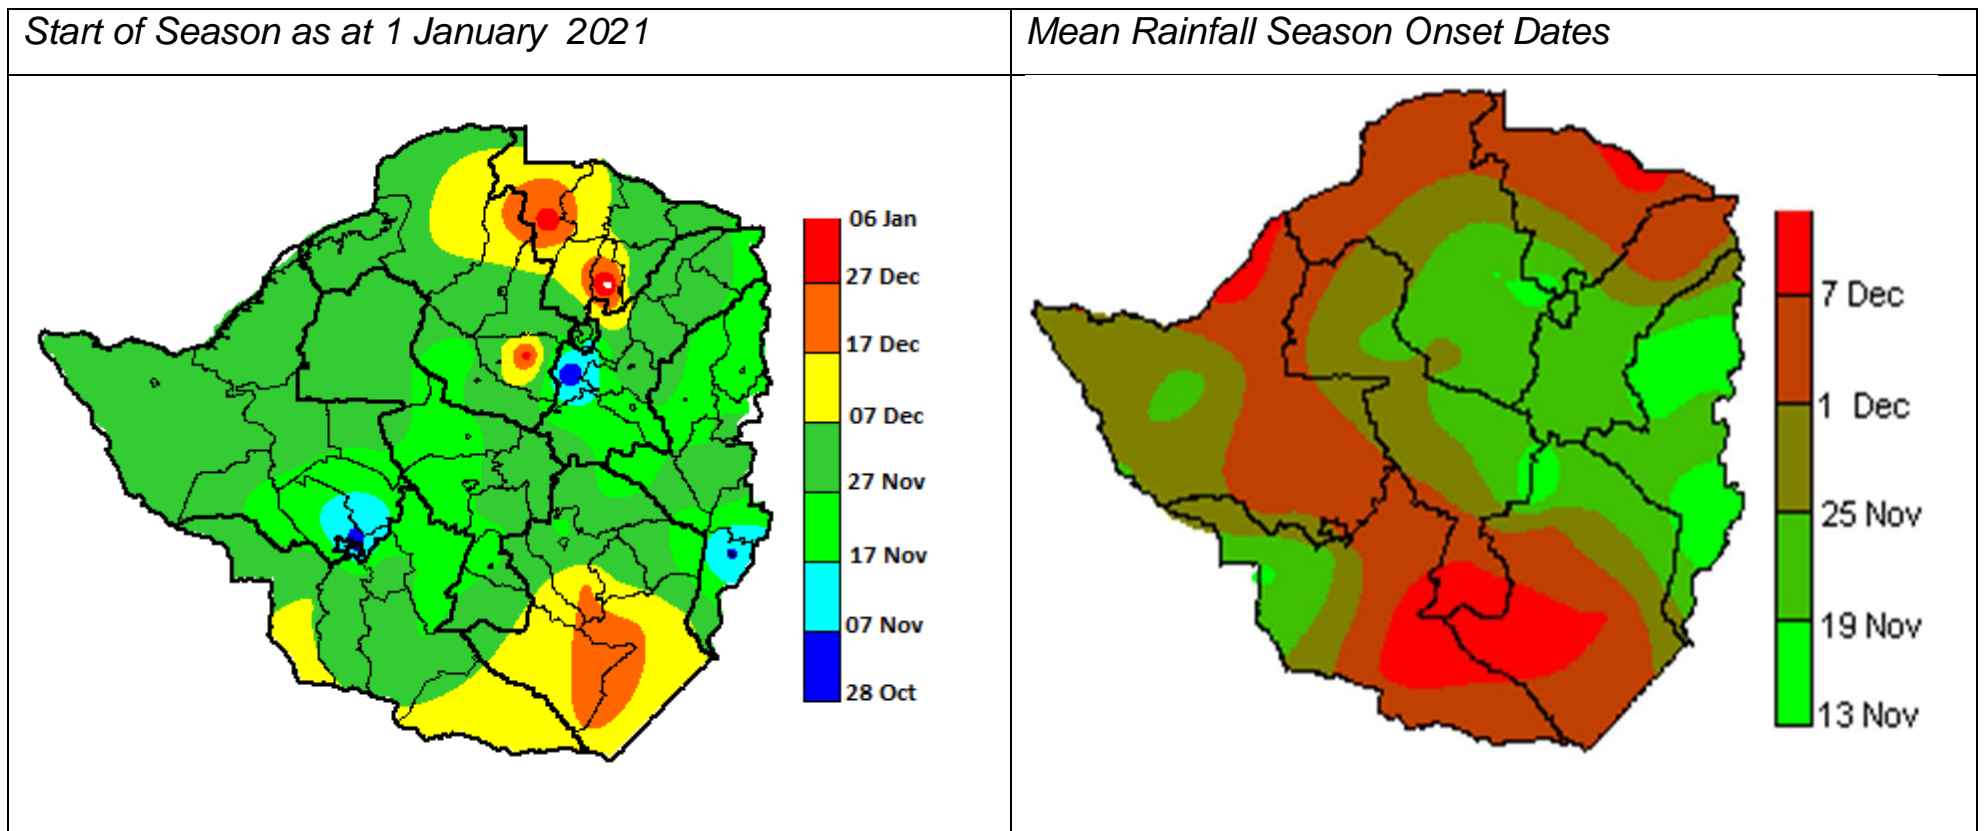 Start of Season as at 1 January  2021
Mean Rainfall Season Onset Dates
06 Jan
27 Dec
17 Dec
07 Dec
27 Nov
17 Nov
07 Nov
28 Oct
7 Dec
1  Dec
25 Nov
19 Nov
13 Nov